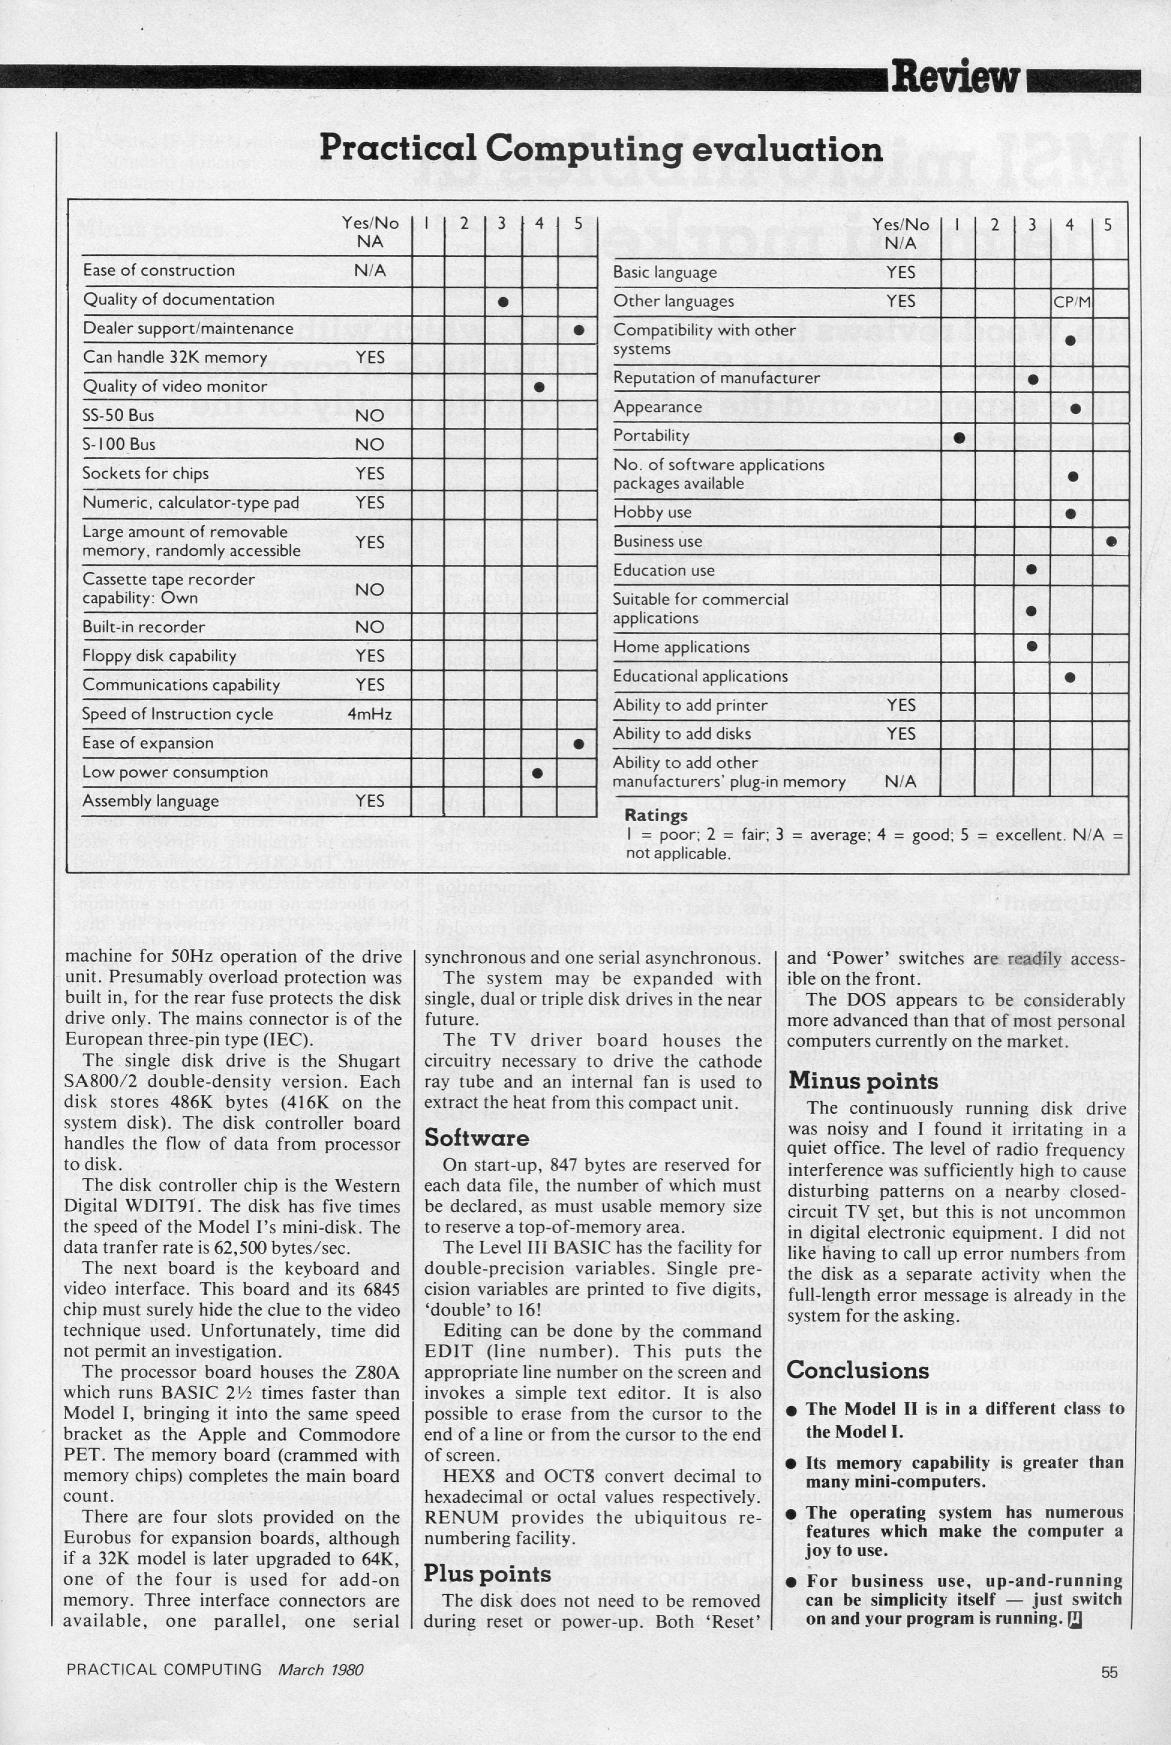 Review
Practical Computing evaluation
Yes/No 1 2 3 4 5
NA
Ease of construction N/A
Quality of documentation ●
Dealer support/maintenance ●
Can handle 32K memory YES
Quality of video monitor ●
SS-50 Bus NO
S-100 Bus NO
Sockets for chips YES
Numeric, calculator-type pad YES
Large amount of removable
memory, randomly accessible YES
Cassette tape recorder
capability: Own NO
Built-in recorder NO
Floppy disk capability YES
Communications capability YES
Speed of Instruction cycle 4mHz
Ease of expansion ●
Low power consumption ●
Assembly language YES
Yes/No 1 2 3 4 5
N/A
Basic language YES
Other languages YES CP/M
Compatibility with other
systems ●
Reputation of manufacturer ●
Appearance ●
Portability ●
No. of software applications
packages available ●
Hobby use ●
Business use ●
Education use ●
Suitable for commercial
applications ●
Home applications ●
Educational applications ●
Ability to add printer YES
Ability to add disks YES
Ability to add other
manufacturers' plug-in memory N/A
Ratings
1 = poor; 2 = fair; 3 = average; 4 = good; 5 = excellent. N/A =
not applicable.
machine for 50Hz operation of the drive
unit. Presumably overload protection was
built in, for the rear fuse protects the disk
drive only. The mains connector is of the
European three-pin type (IEC).
The single disk drive is the Shugart
SA800/2 double-density version. Each
disk stores 486K bytes (416K on the
system disk). The disk controller board
handles the flow of data from processor
to disk.
The disk controller chip is the Western
Digital WDIT91. The disk has five times
the speed of the Model I's mini-disk. The
data tranfer rate is 62,500 bytes/sec.
The next board is the keyboard and
video interface. This board and its 6845
chip must surely hide the clue to the video
technique used. Unfortunately, time did
not permit an investigation.
The processor board houses the Z80A
which runs BASIC 2½ times faster than
Model I, bringing it into the same speed
bracket as the Apple and Commodore
PET. The memory board (crammed with
memory chips) completes the main board
count.
There are four slots provided on the
Eurobus for expansion boards, although
if a 32K model is later upgraded to 64K,
one of the four is used for add-on
memory. Three interface connectors are
available, one parallel, one serial
synchronous and one serial asynchronous.
The system may be expanded with
single, dual or triple disk drives in the near
future.
The TV driver board houses the
circuitry necessary to drive the cathode
ray tube and an internal fan is used to
extract the heat from this compact unit.
Software
On start-up, 847 bytes are reserved for
each data file, the number of which must
be declared, as must usable memory size
to reserve a top-of-memory area.
The Level III BASIC has the facility for
double-precision variables. Single pre-
cision variables are printed to five digits,
'double' to 16!
Editing can be done by the command
EDIT (line number). This puts the
appropriate line number on the screen and
invokes a simple text editor. It is also
possible to erase from the cursor to the
end of a line or from the cursor to the end
of screen.
HEX$ and OCT$ convert decimal to
hexadecimal or octal values respectively.
RENUM provides the ubiquitous re-
numbering facility.
Plus points
The disk does not need to be removed
during reset or power-up. Both 'Reset'
and 'Power' switches are readily access-
ible on the front.
The DOS appears to be considerably
more advanced than that of most personal
computers currently on the market.
Minus points
The continuously running disk drive
was noisy and I found it irritating in a
quiet office. The level of radio frequency
interference was sufficiently high to cause
disturbing patterns on a nearby closed-
circuit TV set, but this is not uncommon
in digital electronic equipment. I did not
like having to call up error numbers from
the disk as a separate activity when the
full-length error message is already in the
system for the asking.
Conclusions
● The Model II is in a different class to
the Model I.
● Its memory capability is greater than
many mini-computers.
● The operating system has numerous
features which make the computer a
joy to use.
● For business use, up-and-running
can be simplicity itself — just switch
on and your program is running.
PRACTICAL COMPUTING March 1980
55